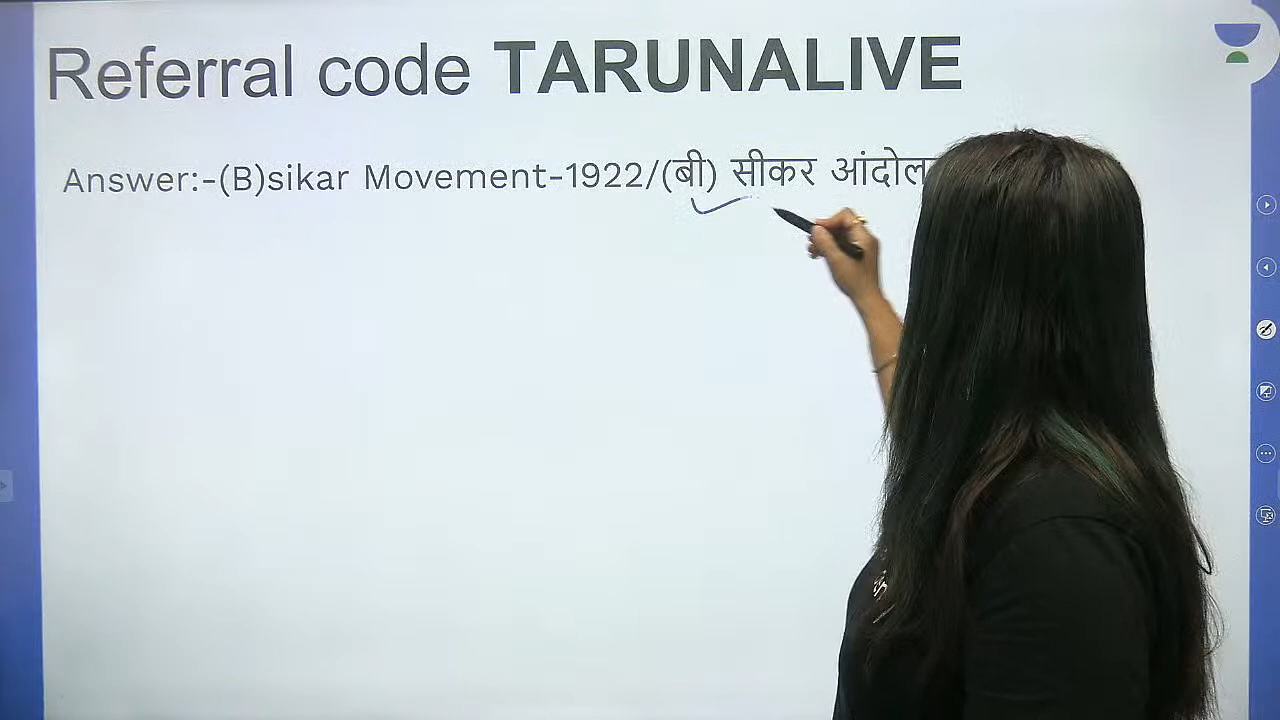 Referral code TARUNALIVE
Answer:-(B)sikar Movement-1922/(बी) सीकर